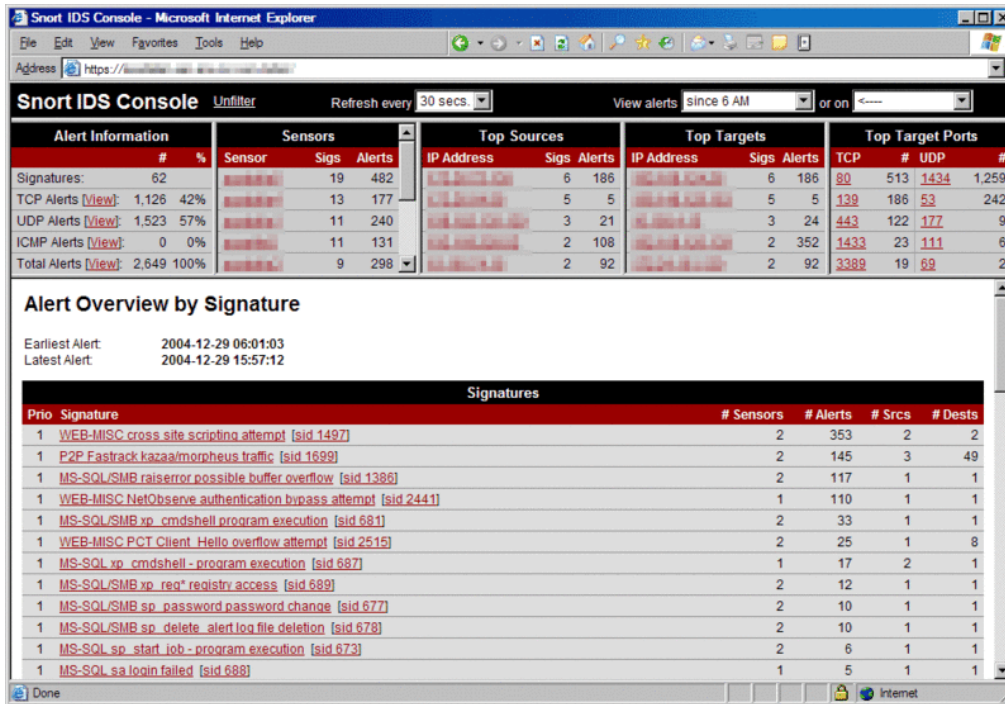 Snort IDS Console - Microsoft Internet Explorer
File Edit View Favorites Tools Help
Address https://
Snort IDS Console Unfilter Refresh every 30 secs. View alerts since 6 AM or on <----
Alert Information Sensors Top Sources Top Targets Top Target Ports
# % Sensor Sigs Alerts IP Address Sigs Alerts IP Address Sigs Alerts TCP # UDP #
Signatures: 62 19 482 6 186 6 186 80 513 1434 1,259
TCP Alerts [View]: 1,126 42% 13 177 5 5 5 5 139 186 53 242
UDP Alerts [View]: 1,523 57% 11 240 3 21 3 24 443 122 177 9
ICMP Alerts [View]: 0 0% 11 131 2 108 2 352 1433 23 111 6
Total Alerts [View]: 2,649 100% 9 298 2 92 2 92 3389 19 69 2
Alert Overview by Signature
Earliest Alert: 2004-12-29 06:01:03
Latest Alert: 2004-12-29 15:57:12
Signatures
Prio Signature # Sensors # Alerts # Srcs # Dests
1 WEB-MISC cross site scripting attempt [sid 1497] 2 353 2 2
1 P2P Fastrack kazaa/morpheus traffic [sid 1699] 2 145 3 49
1 MS-SQL/SMB raiserror possible buffer overflow [sid 1386] 2 117 1 1
1 WEB-MISC NetObserve authentication bypass attempt [sid 2441] 1 110 1 1
1 MS-SQL/SMB xp_cmdshell program execution [sid 681] 2 33 1 1
1 WEB-MISC PCT Client_Hello overflow attempt [sid 2515] 2 25 1 8
1 MS-SQL xp_cmdshell - program execution [sid 687] 1 17 2 1
1 MS-SQL/SMB xp_reg* registry access [sid 689] 2 12 1 1
1 MS-SQL/SMB sp_password password change [sid 677] 2 10 1 1
1 MS-SQL/SMB sp_delete_alert log file deletion [sid 678] 2 10 1 1
1 MS-SQL sp_start_job - program execution [sid 673] 2 6 1 1
1 MS-SQL sa login failed [sid 688] 1 5 1 1
Done Internet